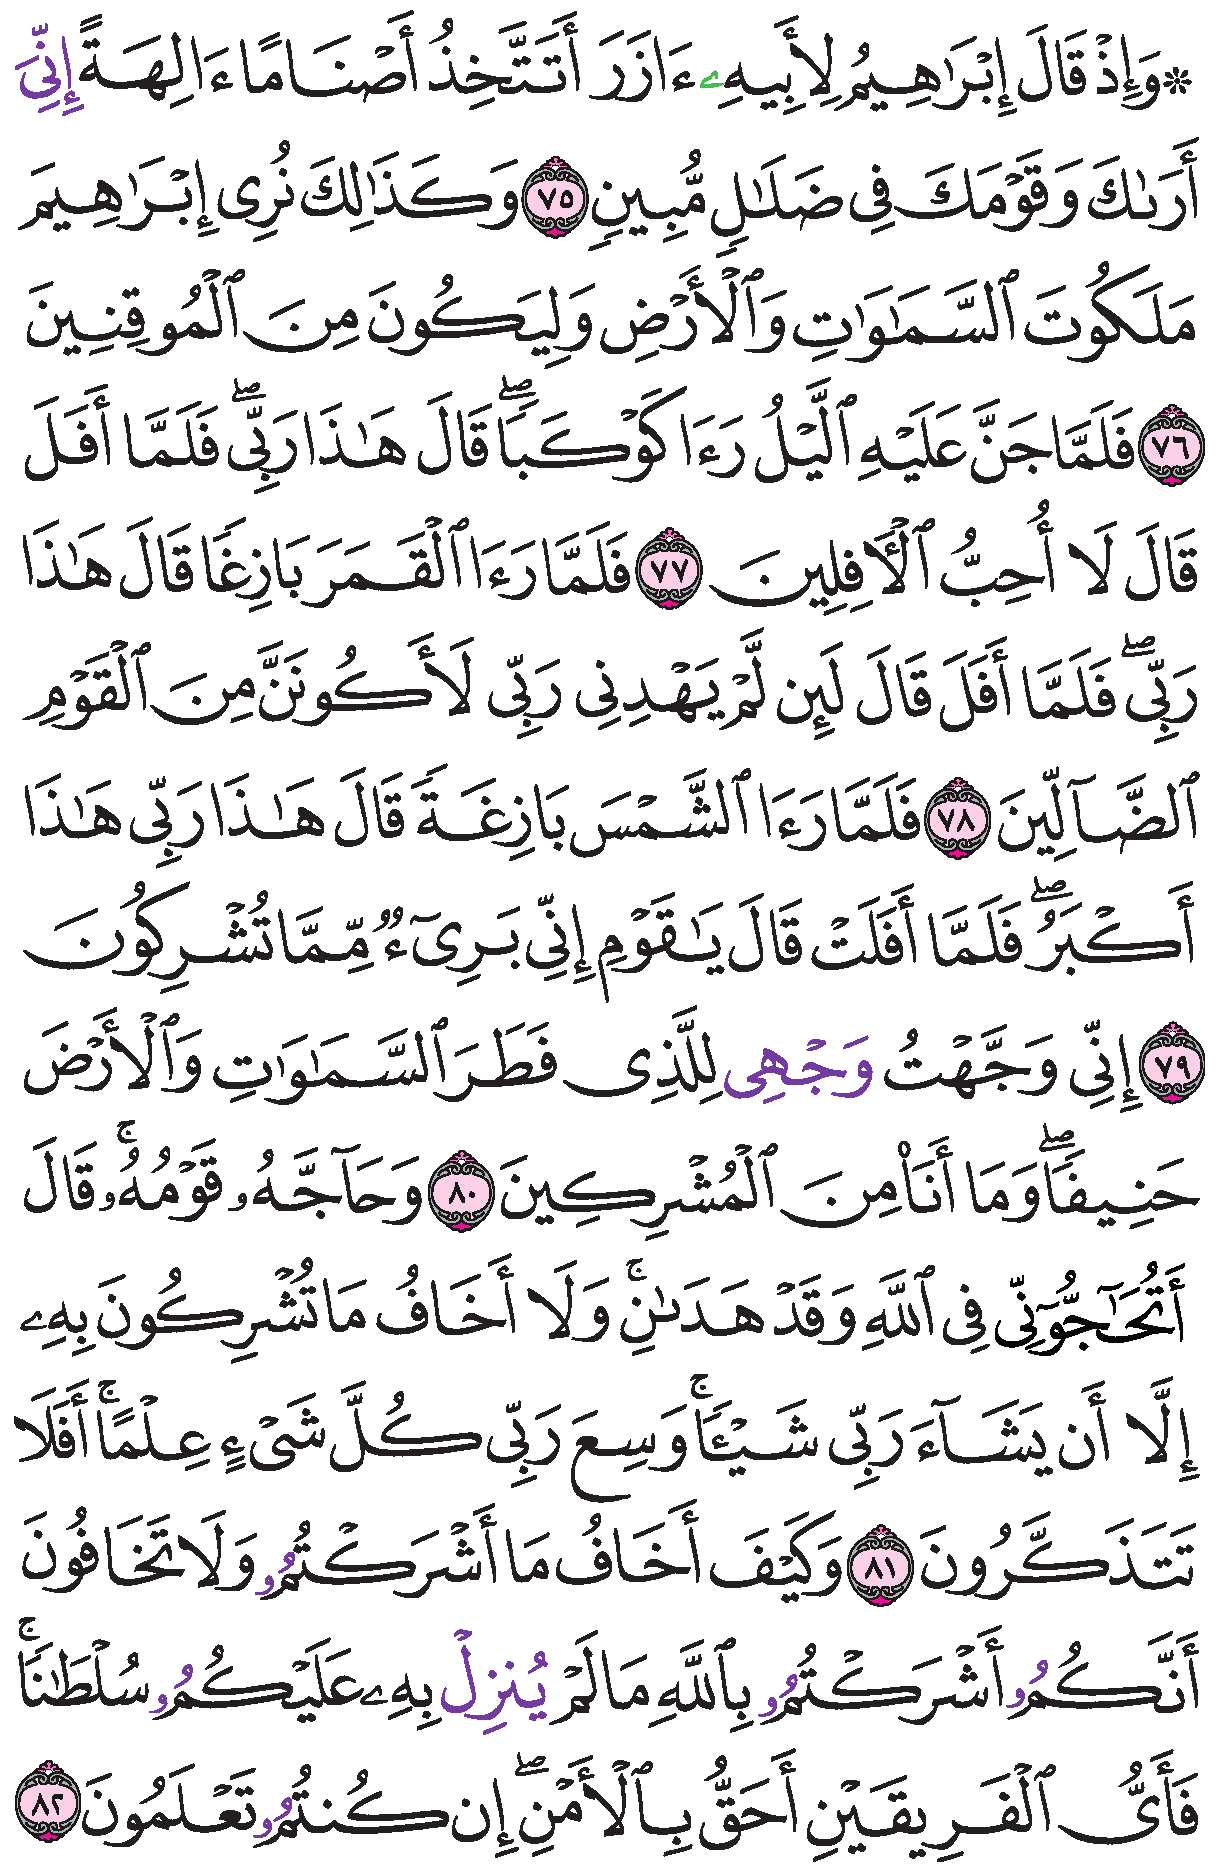 ۞وَإِذۡ قَالَ إِبۡرَٰهِيمُ لِأَبِيهِۦ ءَازَرَ أَتَتَّخِذُ أَصۡنَامًا ءَالِهَةً إِنِّيَ
أَرَىٰكَ وَقَوۡمَكَ فِي ضَلَٰلٖ مُّبِينٖ ٧٥ وَكَذَٰلِكَ نُرِي إِبۡرَٰهِيمَ
مَلَكُوتَ ٱلسَّمَٰوَٰتِ وَٱلۡأَرۡضِ وَلِيَكُونَ مِنَ ٱلۡمُوقِنِينَ
٧٦ فَلَمَّا جَنَّ عَلَيۡهِ ٱلَّيۡلُ رَءَا كَوۡكَبٗاۖ قَالَ هَٰذَا رَبِّيۖ فَلَمَّا أَفَلَ
قَالَ لَا أُحِبُّ ٱلۡأٓفِلِينَ ٧٧ فَلَمَّا رَءَا ٱلۡقَمَرَ بَازِغٗا قَالَ هَٰذَا
رَبِّيۖ فَلَمَّا أَفَلَ قَالَ لَئِن لَّمۡ يَهۡدِنِي رَبِّي لَأَكُونَنَّ مِنَ ٱلۡقَوۡمِ
ٱلضَّآلِّينَ ٧٨ فَلَمَّا رَءَا ٱلشَّمۡسَ بَازِغَةٗ قَالَ هَٰذَا رَبِّي هَٰذَا
أَكۡبَرُۖ فَلَمَّا أَفَلَتۡ قَالَ يَٰقَوۡمِ إِنِّي بَرِيٓءٞ مِّمَّا تُشۡرِكُونَ
٧٩ إِنِّي وَجَّهۡتُ وَجۡهِي لِلَّذِي فَطَرَ ٱلسَّمَٰوَٰتِ وَٱلۡأَرۡضَ
حَنِيفٗاۖ وَمَا أَنَا۠ مِنَ ٱلۡمُشۡرِكِينَ ٨٠ وَحَآجَّهُۥ قَوۡمُهُۥۚ قَالَ
أَتُحَٰٓجُّوٓنِّي فِي ٱللَّهِ وَقَدۡ هَدَىٰنِۚ وَلَا أَخَافُ مَا تُشۡرِكُونَ بِهِۦ
إِلَّا أَن يَشَآءَ رَبِّي شَيۡـٔٗاۚ وَسِعَ رَبِّي كُلَّ شَيۡءٍ عِلۡمًاۚ أَفَلَا
تَتَذَكَّرُونَ ٨١ وَكَيۡفَ أَخَافُ مَا أَشۡرَكۡتُمُۥ وَلَا تَخَافُونَ
أَنَّكُمُۥ أَشۡرَكۡتُمُۥ بِٱللَّهِ مَا لَمۡ يُنزِلۡ بِهِۦ عَلَيۡكُمُۥ سُلۡطَٰنٗاۚ
فَأَيُّ ٱلۡفَرِيقَيۡنِ أَحَقُّ بِٱلۡأَمۡنِۖ إِن كُنتُمُۥ تَعۡلَمُونَ ٨٢